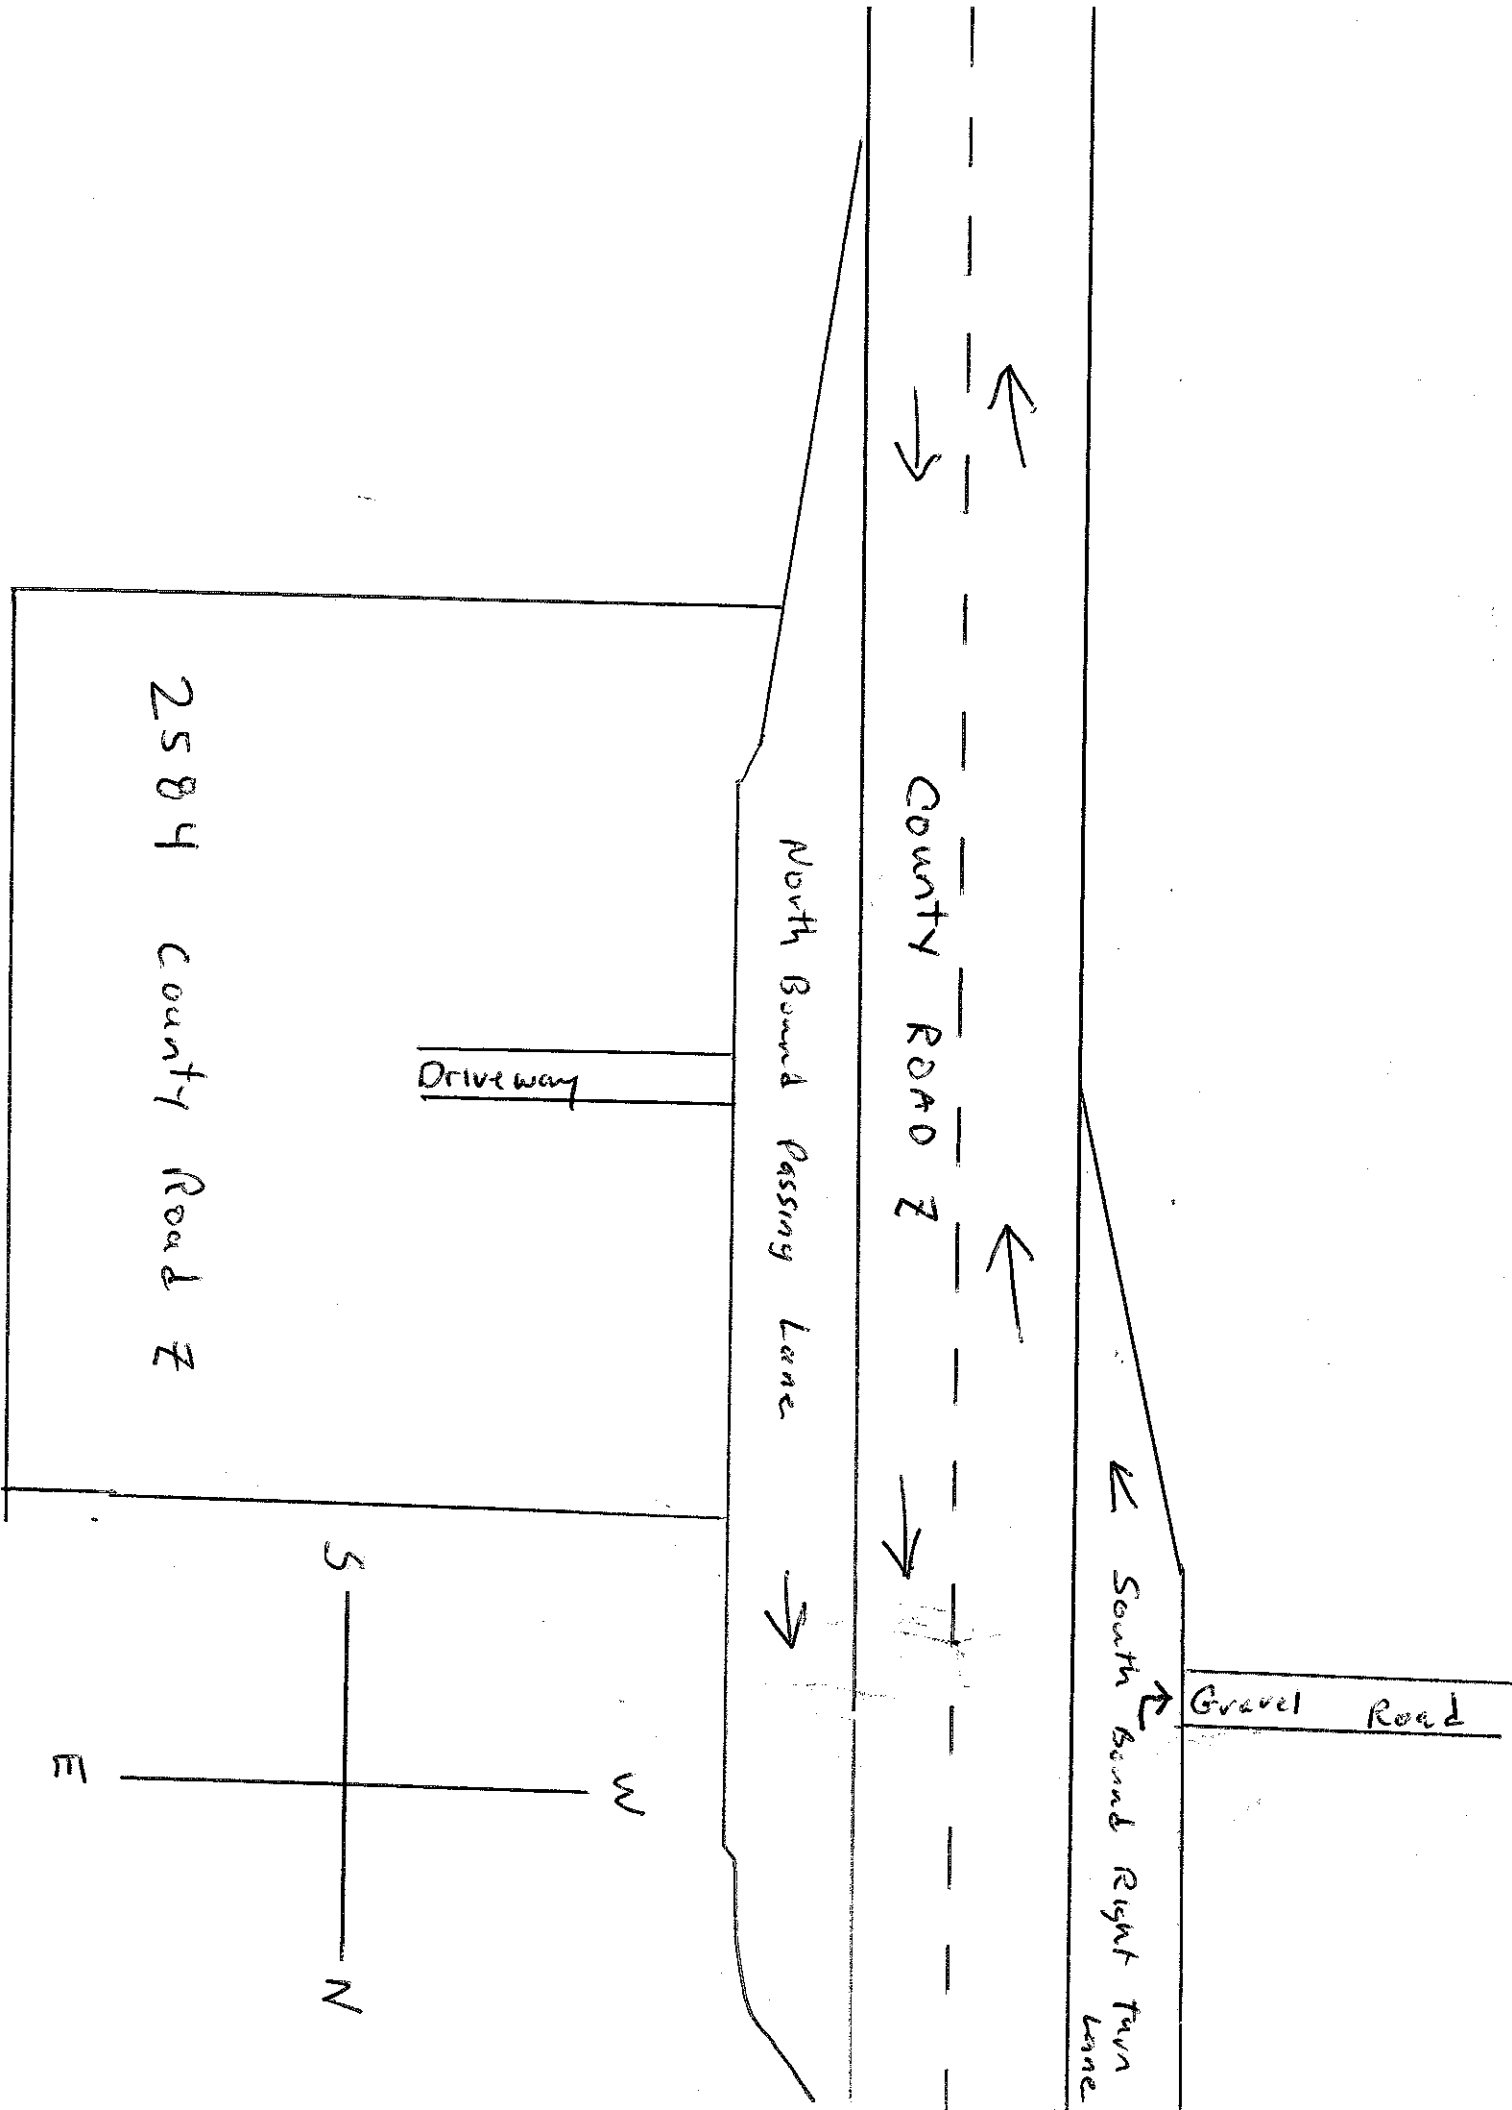 Gravel Road
South Bound Right Turn
Lane
County ROAD Z
North Bound Passing Lane
Driveway
2584 County Road Z
S
W
E
N